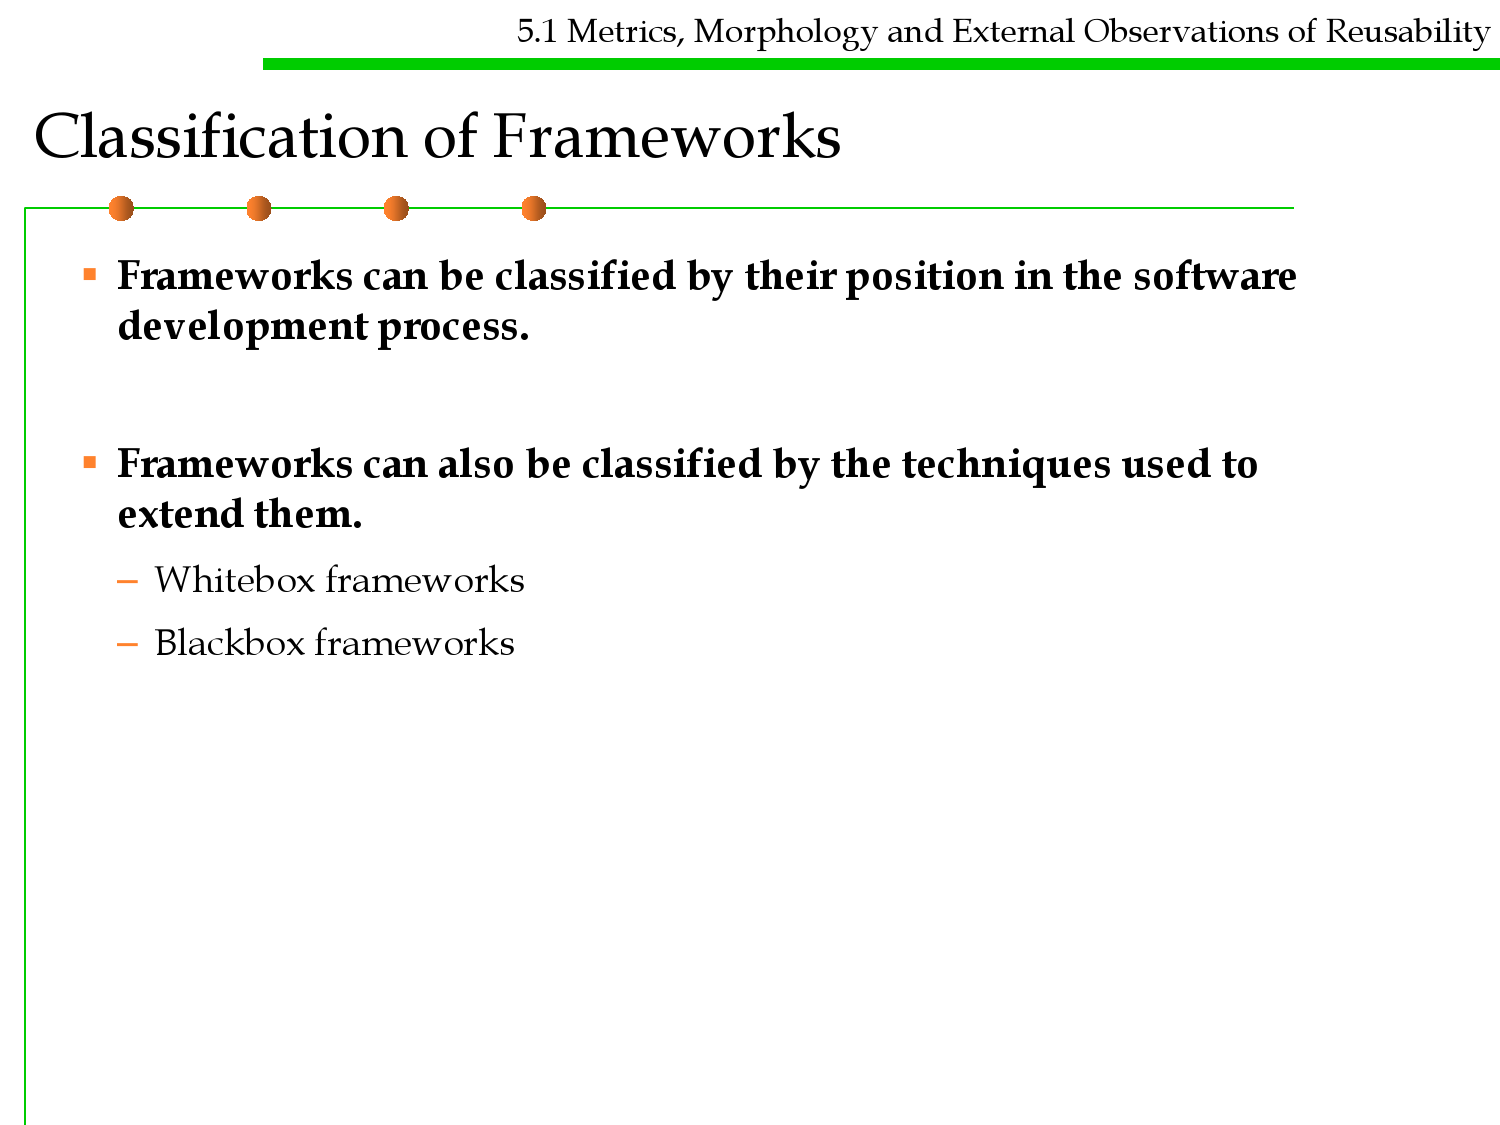 5.1 Metrics, Morphology and External Observations of Reusability
Classification of Frameworks
▪ Frameworks can be classified by their position in the software
development process.
▪ Frameworks can also be classified by the techniques used to
extend them.
– Whitebox frameworks
– Blackbox frameworks